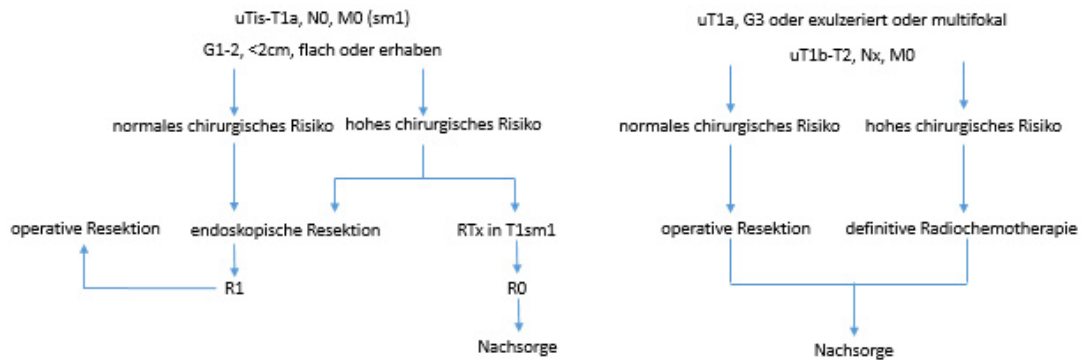 uTis-T1a, N0, M0 (sm1)
G1-2, <2cm, flach oder erhaben
normales chirurgisches Risiko
hohes chirurgisches Risiko
operative Resektion
endoskopische Resektion
RTx in T1sm1
R1
R0
Nachsorge
uT1a, G3 oder exulzeriert oder multifokal
uT1b-T2, Nx, M0
normales chirurgisches Risiko
hohes chirurgisches Risiko
operative Resektion
definitive Radiochemotherapie
Nachsorge